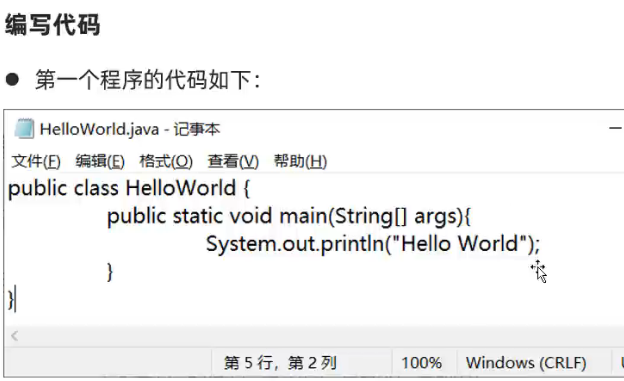 编写代码
● 第一个程序的代码如下：
HelloWorld.java - 记事本
文件(F) 编辑(E) 格式(O) 查看(V) 帮助(H)
public class HelloWorld {
public static void main(String[] args){
System.out.println("Hello World");
}
}
第 5 行，第 2 列 100% Windows (CRLF)